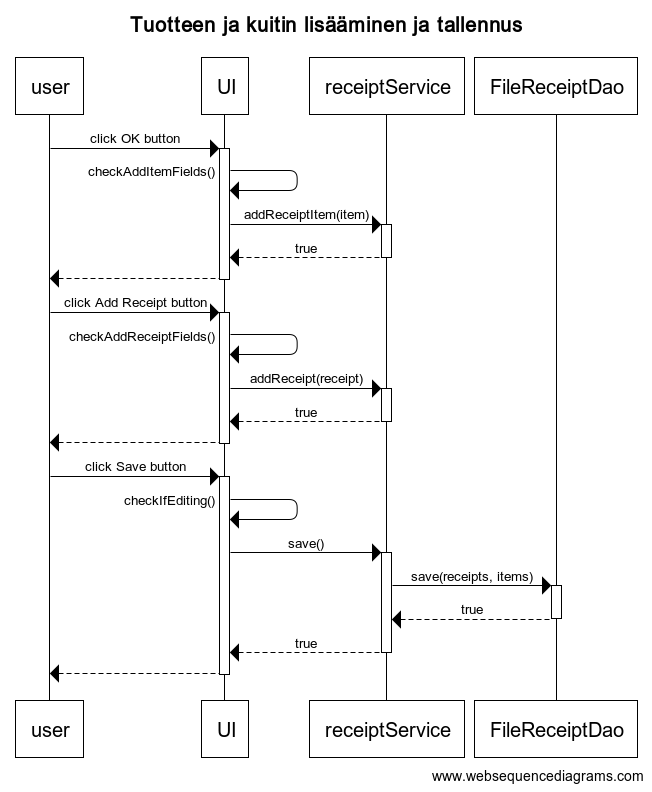 Tuotteen ja kuitin lisääminen ja tallennus
user UI receiptService FileReceiptDao
click OK button
checkAddItemFields()
addReceiptItem(item)
true
click Add Receipt button
checkAddReceiptFields()
addReceipt(receipt)
true
click Save button
checkIfEditing()
save()
save(receipts, items)
true
true
user UI receiptService FileReceiptDao
www.websequencediagrams.com